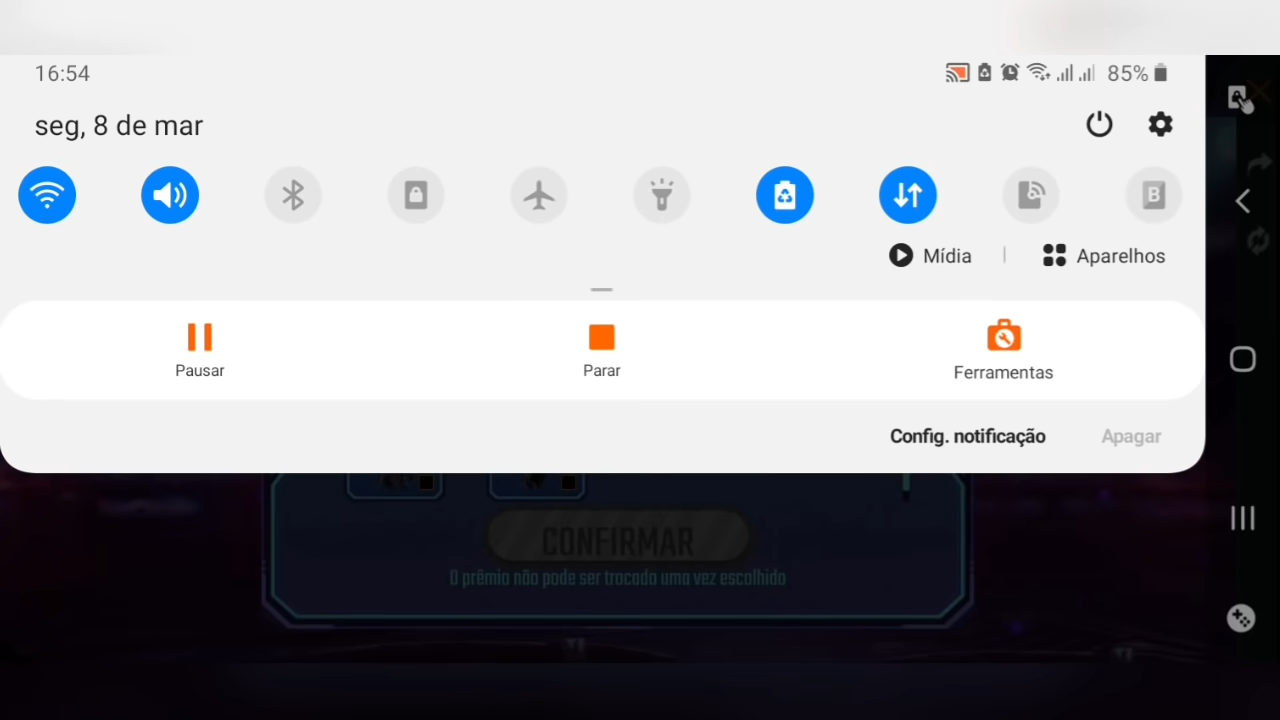 16:54
85%
seg, 8 de mar
B
Mídia
Aparelhos
Pausar
Parar
Ferramentas
Config. notificação
Apagar
CONFIRMAR
O prêmio não pode ser trocado uma vez escolhido